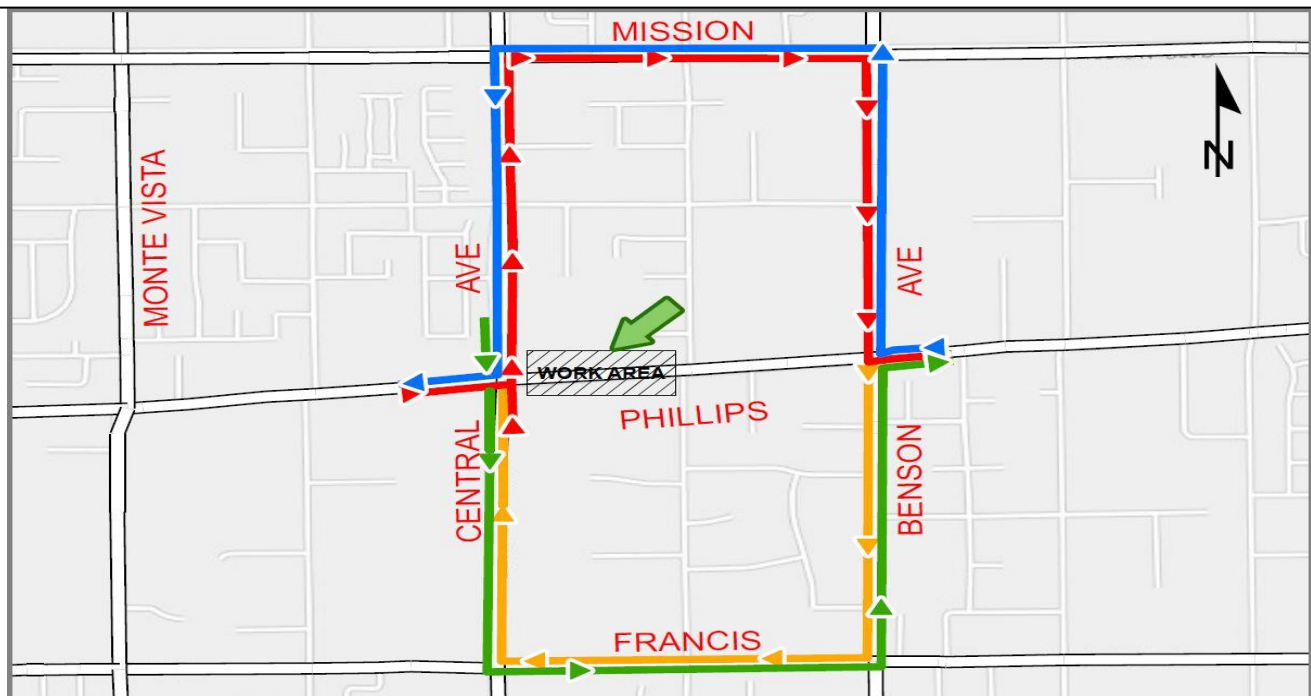 MISSION
MONTE VISTA
AVE
AVE
N
WORK AREA
PHILLIPS
CENTRAL
BENSON
FRANCIS